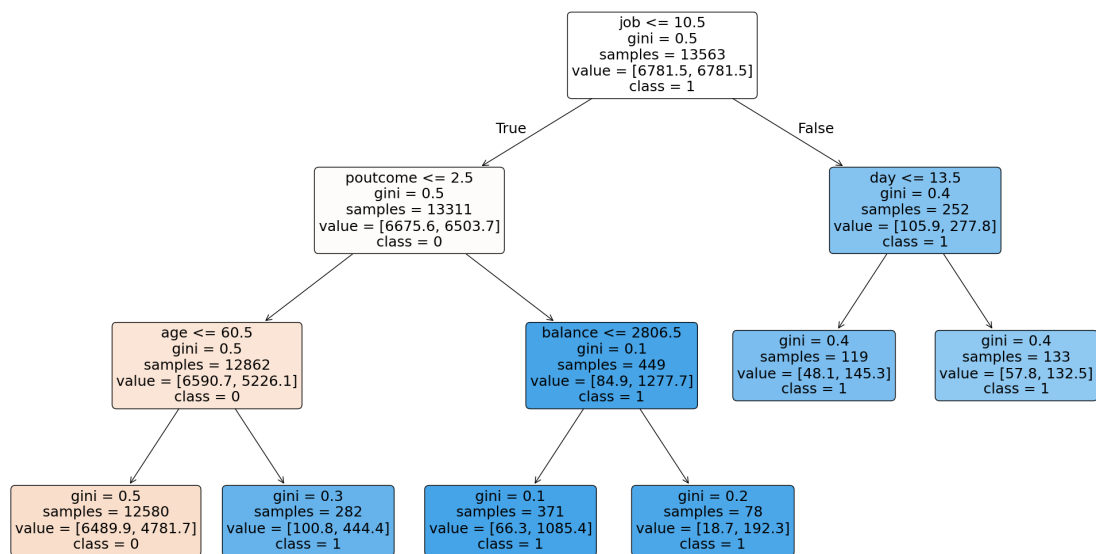 job <= 10.5
gini = 0.5
samples = 13563
value = [6781.5, 6781.5]
class = 1
True
False
poutcome <= 2.5
gini = 0.5
samples = 13311
value = [6675.6, 6503.7]
class = 0
day <= 13.5
gini = 0.4
samples = 252
value = [105.9, 277.8]
class = 1
age <= 60.5
gini = 0.5
samples = 12862
value = [6590.7, 5226.1]
class = 0
balance <= 2806.5
gini = 0.1
samples = 449
value = [84.9, 1277.7]
class = 1
gini = 0.4
samples = 119
value = [48.1, 145.3]
class = 1
gini = 0.4
samples = 133
value = [57.8, 132.5]
class = 1
gini = 0.5
samples = 12580
value = [6489.9, 4781.7]
class = 0
gini = 0.3
samples = 282
value = [100.8, 444.4]
class = 1
gini = 0.1
samples = 371
value = [66.3, 1085.4]
class = 1
gini = 0.2
samples = 78
value = [18.7, 192.3]
class = 1